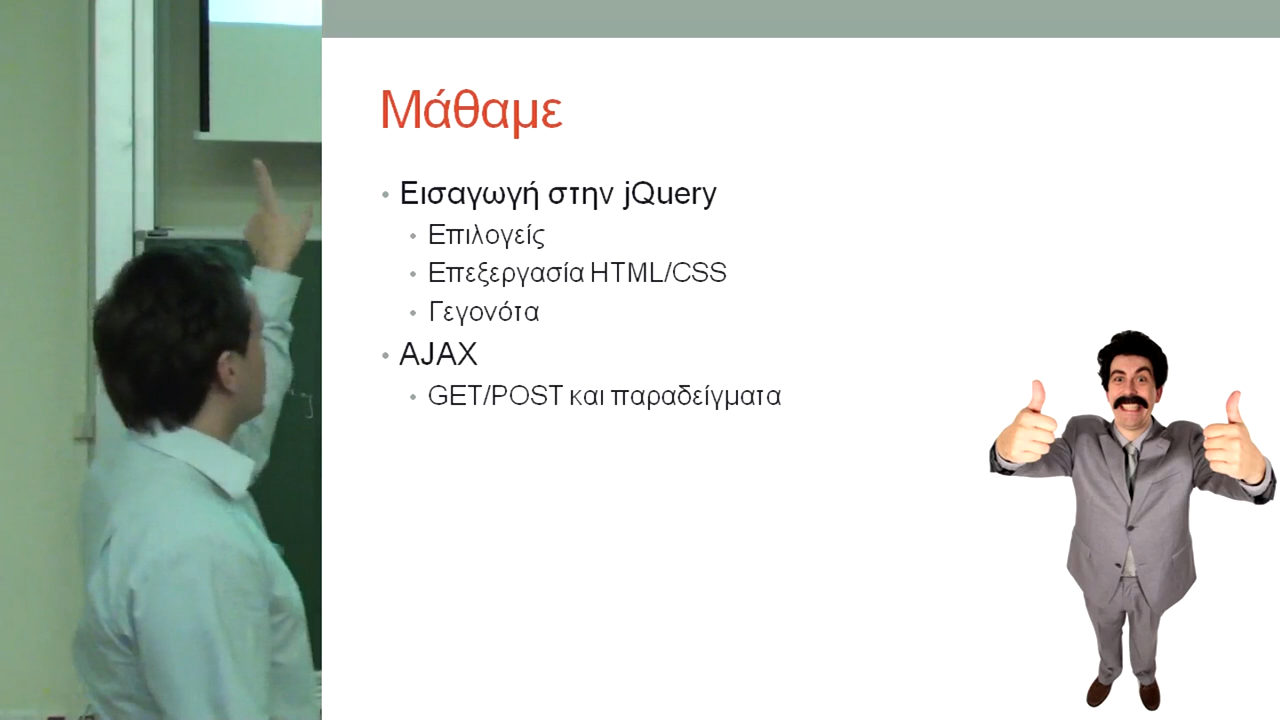 Μάθαμε
Εισαγωγή στην jQuery
Επιλογείς
Επεξεργασία HTML/CSS
Γεγονότα
AJAX
GET/POST και παραδείγματα